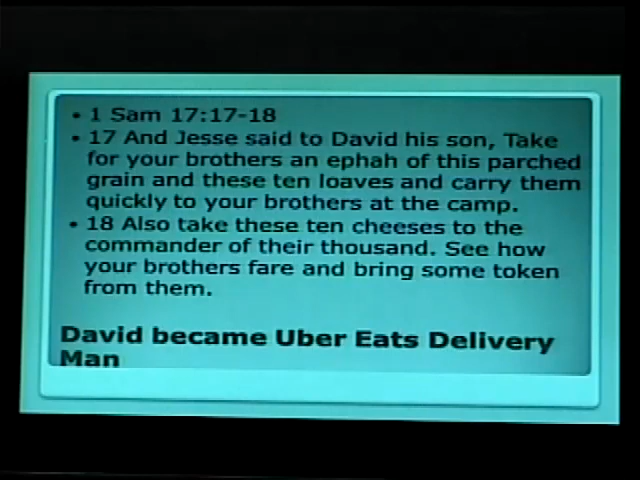 • 1 Sam 17:17-18
• 17 And Jesse said to David his son, Take
for your brothers an ephah of this parched
grain and these ten loaves and carry them
quickly to your brothers at the camp.
• 18 Also take these ten cheeses to the
commander of their thousand. See how
your brothers fare and bring some token
from them.
David became Uber Eats Delivery
Man